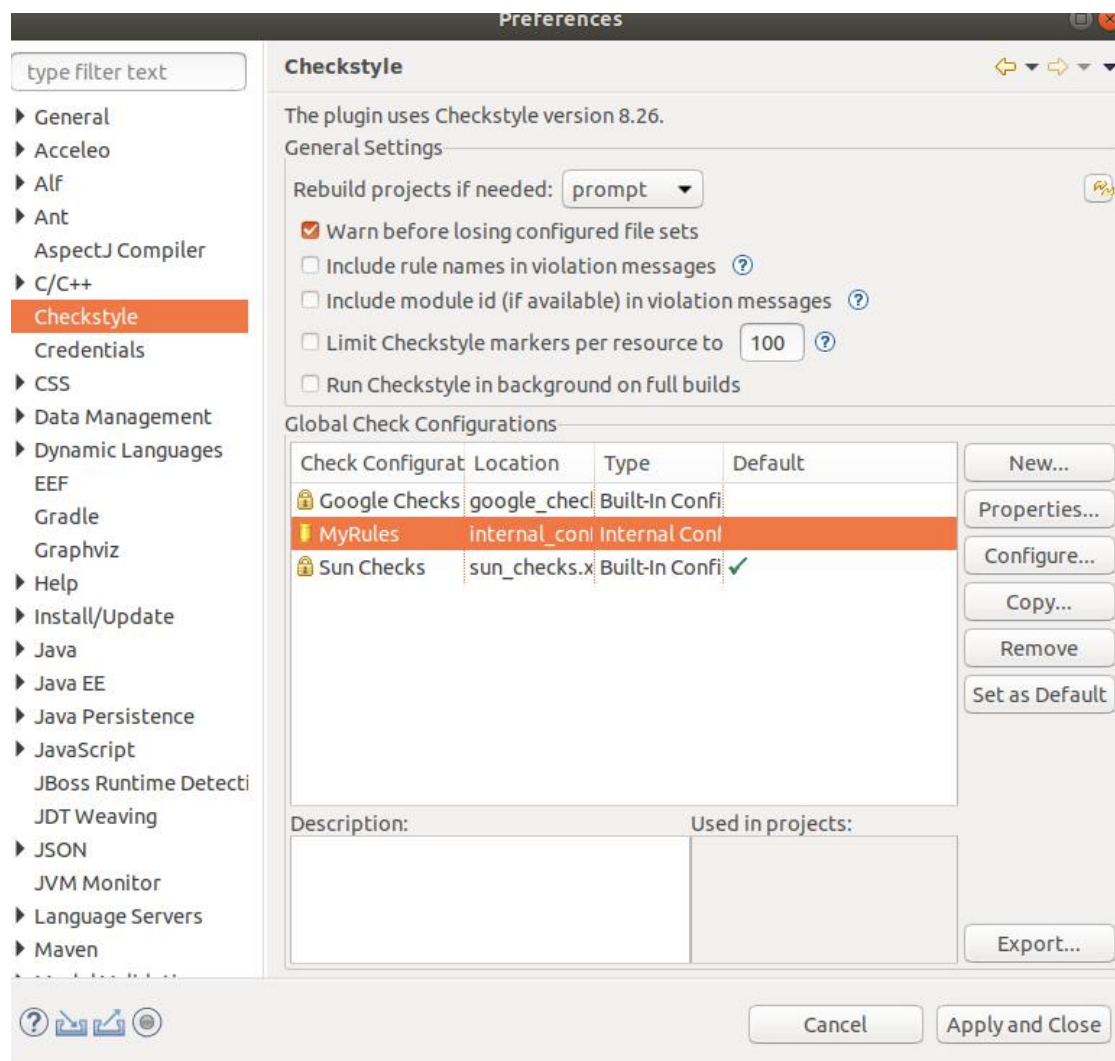 Preferences
type filter text
General
Acceleo
Alf
Ant
AspectJ Compiler
C/C++
Checkstyle
Credentials
CSS
Data Management
Dynamic Languages
EEF
Gradle
Graphviz
Help
Install/Update
Java
Java EE
Java Persistence
JavaScript
JBoss Runtime Detecti
JDT Weaving
JSON
JVM Monitor
Language Servers
Maven
Checkstyle
The plugin uses Checkstyle version 8.26.
General Settings
Rebuild projects if needed: prompt
Warn before losing configured file sets
Include rule names in violation messages ?
Include module id (if available) in violation messages ?
Limit Checkstyle markers per resource to 100 ?
Run Checkstyle in background on full builds
Global Check Configurations
Check Configurat Location Type Default
Google Checks google_chec Built-In Confi
MyRules internal_con Internal Conf
Sun Checks sun_checks.x Built-In Confi
New...
Properties...
Configure...
Copy...
Remove
Set as Default
Description: Used in projects:
Export...
? Cancel Apply and Close